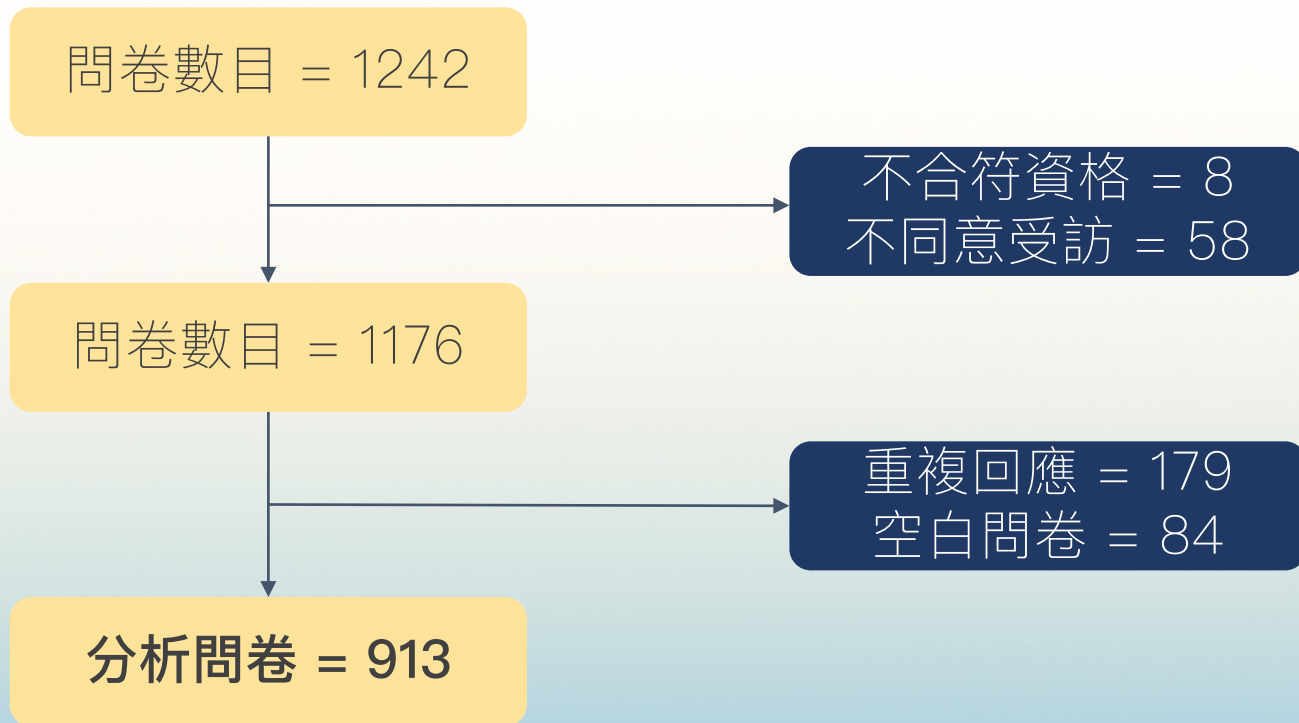 問卷數目 = 1242
不合符資格 = 8
不同意受訪 = 58
問卷數目 = 1176
重複回應 = 179
空白問卷 = 84
分析問卷 = 913